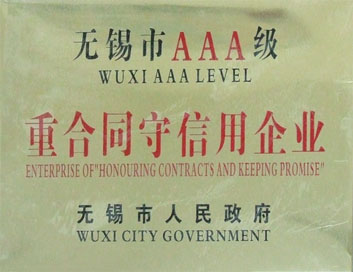 无锡市AAA级
WUXI AAA LEVEL
重合同守信用企业
ENTERPRISE OF "HONOURING CONTRACTS AND KEEPING PROMISE"
无锡市人民政府
WUXI CITY GOVERNMENT